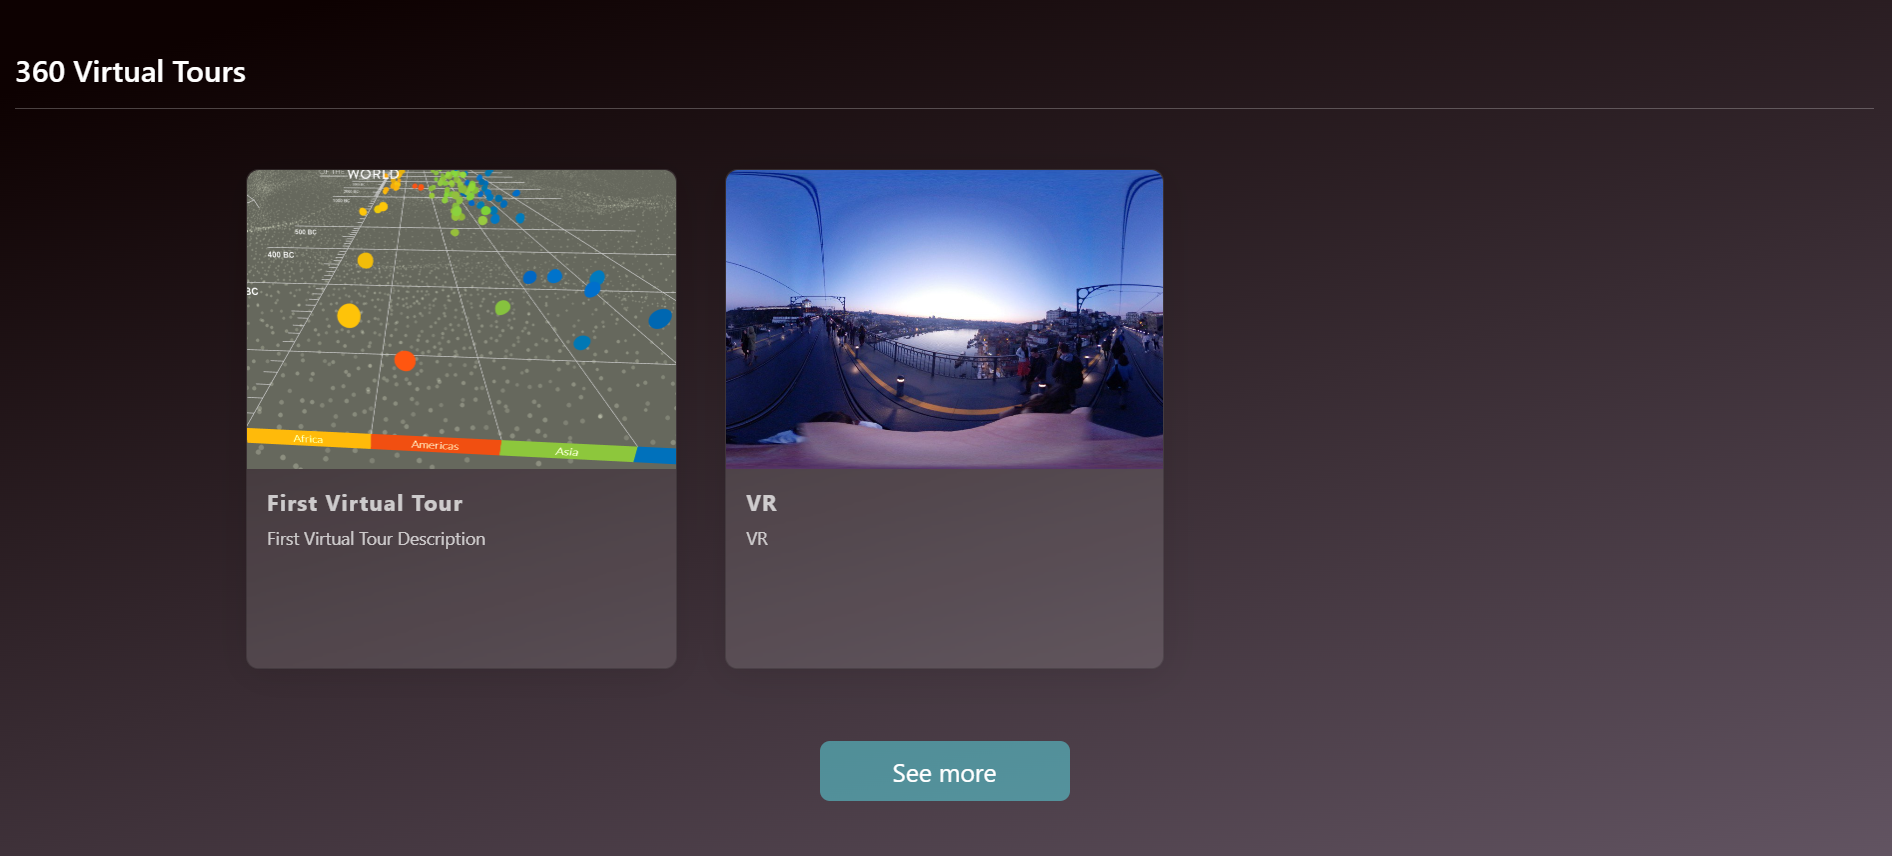 360 Virtual Tours
WORLD
500 BC
400 BC
BC
Africa
Americas
Asia
First Virtual Tour
First Virtual Tour Description
VR
VR
See more